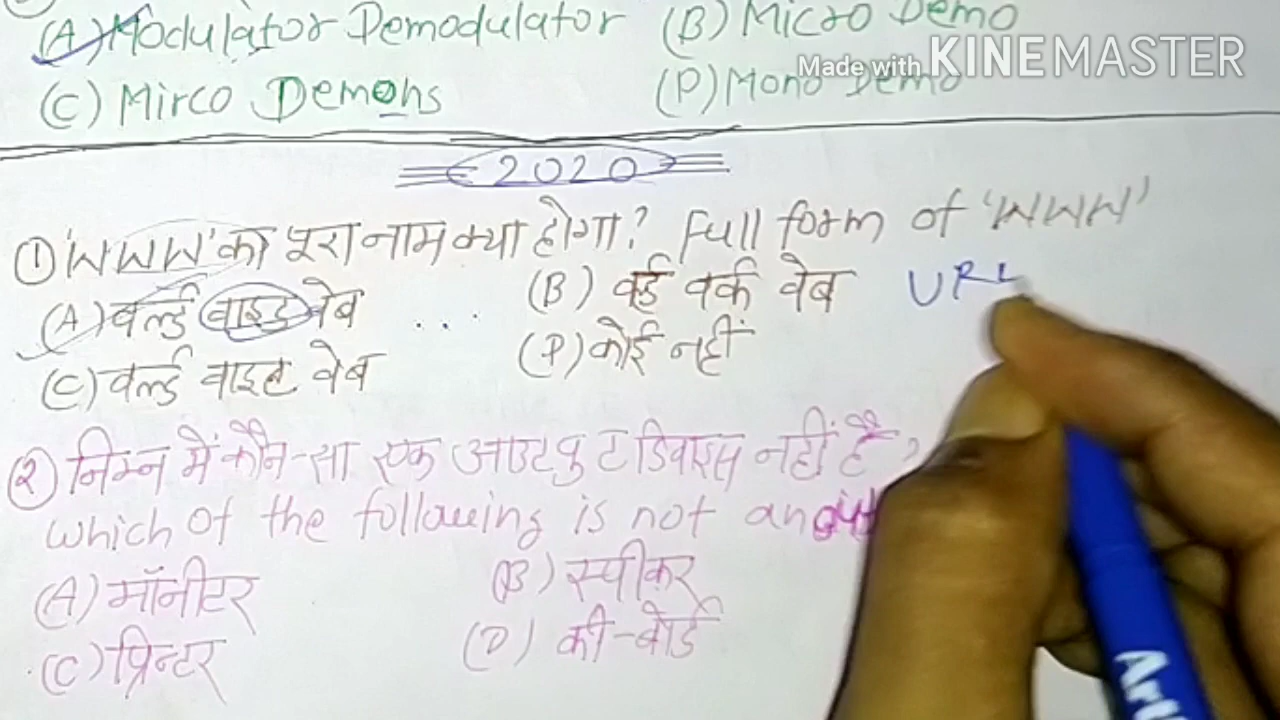 (A) Modulator Demodulator (B) Micro Demo
Made with KINEMASTER
(C) Mirco Demons (D) Mono Demo
2020
① 'WWW' का पूरा नाम क्या होगा? Full form of 'WWW'
(A) वर्ल्ड वाइड वेब ... (B) वर्ड वर्क वेब URL
(C) वर्ल्ड वाइट वेब (D) कोई नहीं
② निम्न में कौन-सा एक आउटपुट डिवाइस नहीं है?
which of the following is not an
(A) मॉनीटर (B) स्पीकर
(C) प्रिन्टर (D) की-बोर्ड